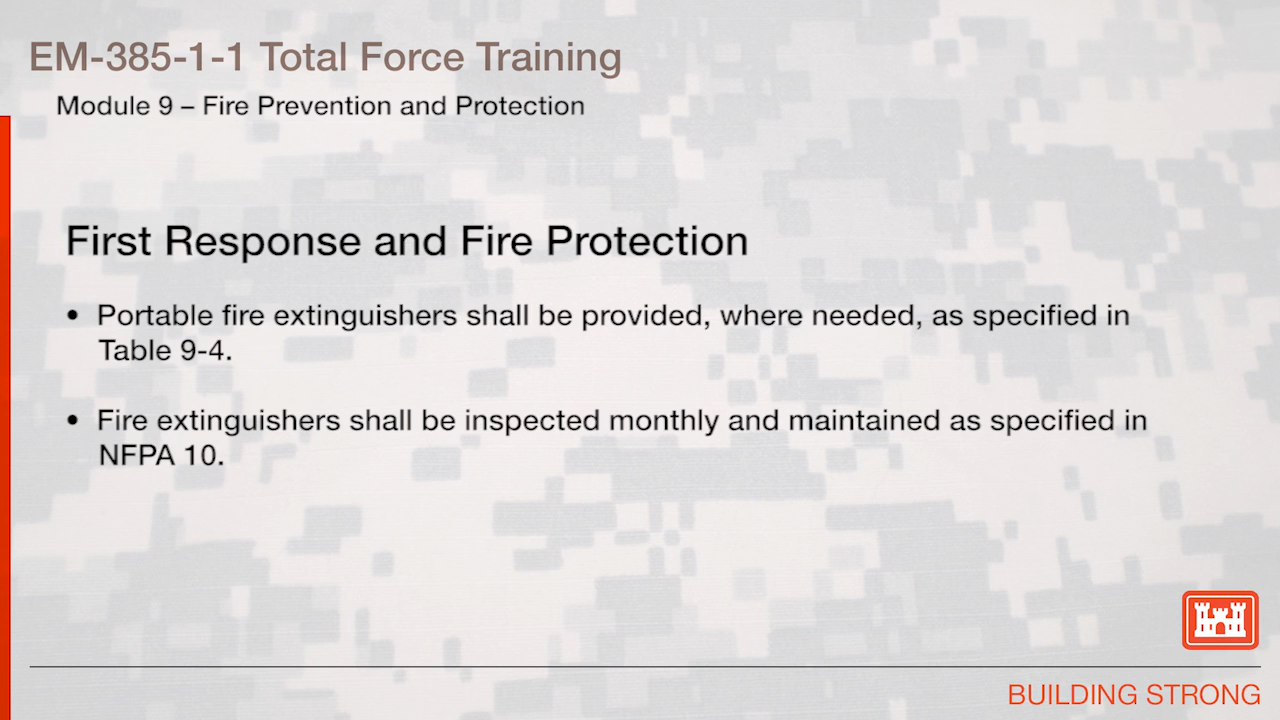 EM-385-1-1 Total Force Training
Module 9 – Fire Prevention and Protection
First Response and Fire Protection
• Portable fire extinguishers shall be provided, where needed, as specified in
Table 9-4.
• Fire extinguishers shall be inspected monthly and maintained as specified in
NFPA 10.
BUILDING STRONG